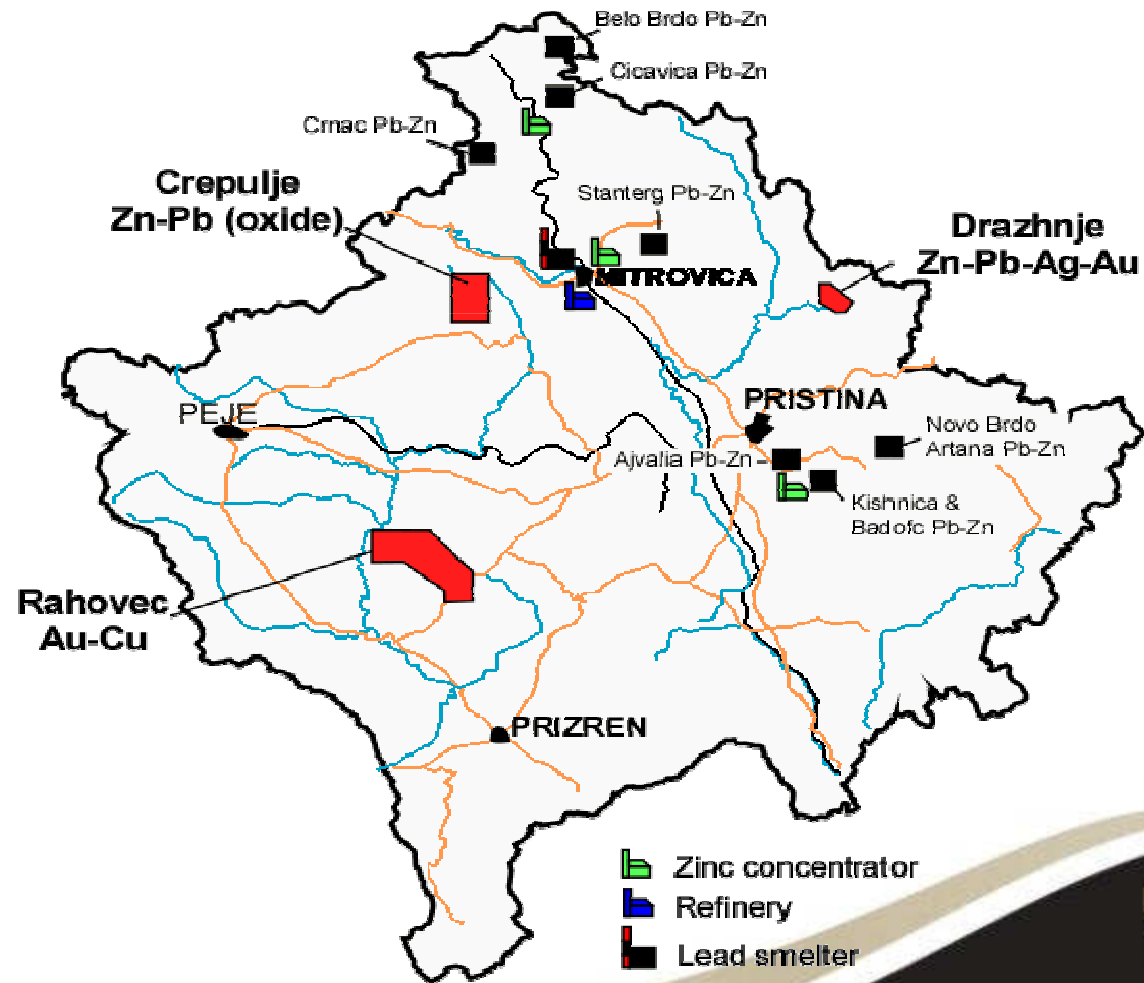 Belo Brdo Pb-Zn
Cicavica Pb-Zn
Crnac Pb-Zn
Crepulje
Zn-Pb (oxide)
Stanterg Pb-Zn
Drazhnje
Zn-Pb-Ag-Au
MITROVICA
PEJE
PRISTINA
Novo Brdo
Artana Pb-Zn
Ajvalia Pb-Zn
Kishnica &
Badofc Pb-Zn
Rahovec
Au-Cu
PRIZREN
Zinc concentrator
Refinery
Lead smelter